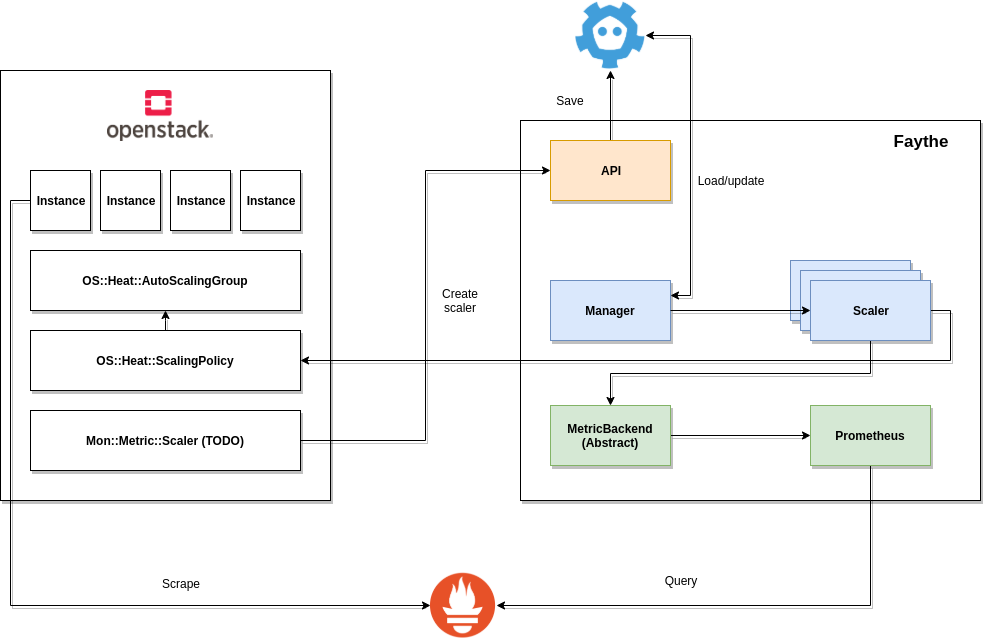 Save
openstack.
Faythe
API
Load/update
Instance
Instance
Instance
Instance
OS::Heat::AutoScalingGroup
Create
scaler
Manager
Scaler
OS::Heat::ScalingPolicy
Mon::Metric::Scaler (TODO)
MetricBackend
(Abstract)
Prometheus
Scrape
Query